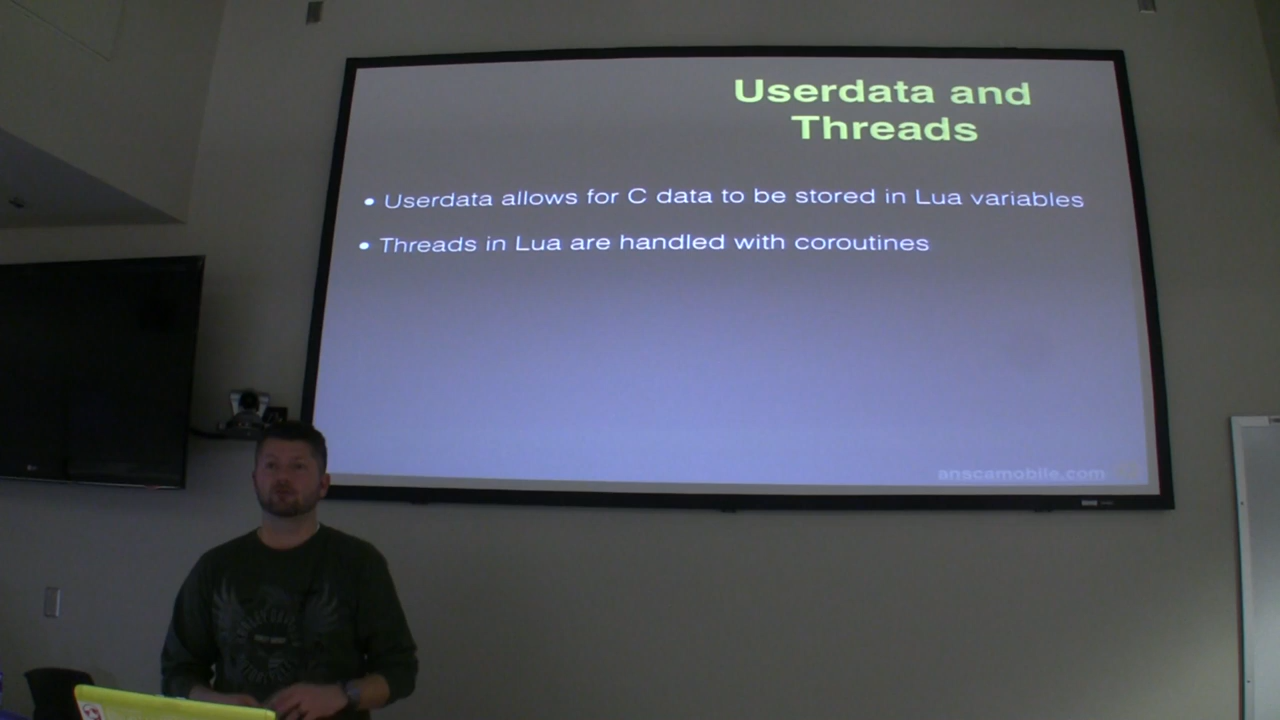 Userdata and
Threads
• Userdata allows for C data to be stored in Lua variables
• Threads in Lua are handled with coroutines
anscamobile.com